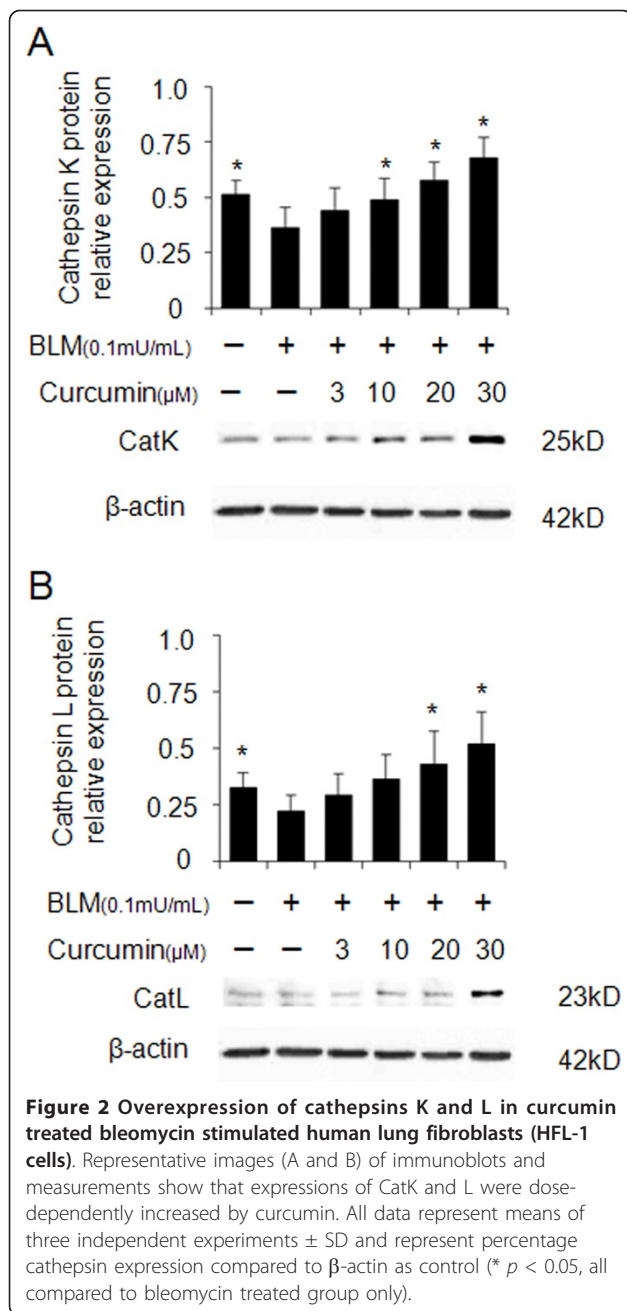 A
Cathepsin K protein
relative expression
1.0
0.75
0.5
0.25
0
* * * *
BLM(0.1mU/mL) – + + + + +
Curcumin(µM) – – 3 10 20 30
CatK 25kD
β-actin 42kD
B
Cathepsin L protein
relative expression
1.0
0.75
0.5
0.25
0
* * *
BLM(0.1mU/mL) – + + + + +
Curcumin(µM) – – 3 10 20 30
CatL 23kD
β-actin 42kD
Figure 2 Overexpression of cathepsins K and L in curcumin
treated bleomycin stimulated human lung fibroblasts (HFL-1
cells). Representative images (A and B) of immunoblots and
measurements show that expressions of CatK and L were dose-
dependently increased by curcumin. All data represent means of
three independent experiments ± SD and represent percentage
cathepsin expression compared to β-actin as control (* p < 0.05, all
compared to bleomycin treated group only).